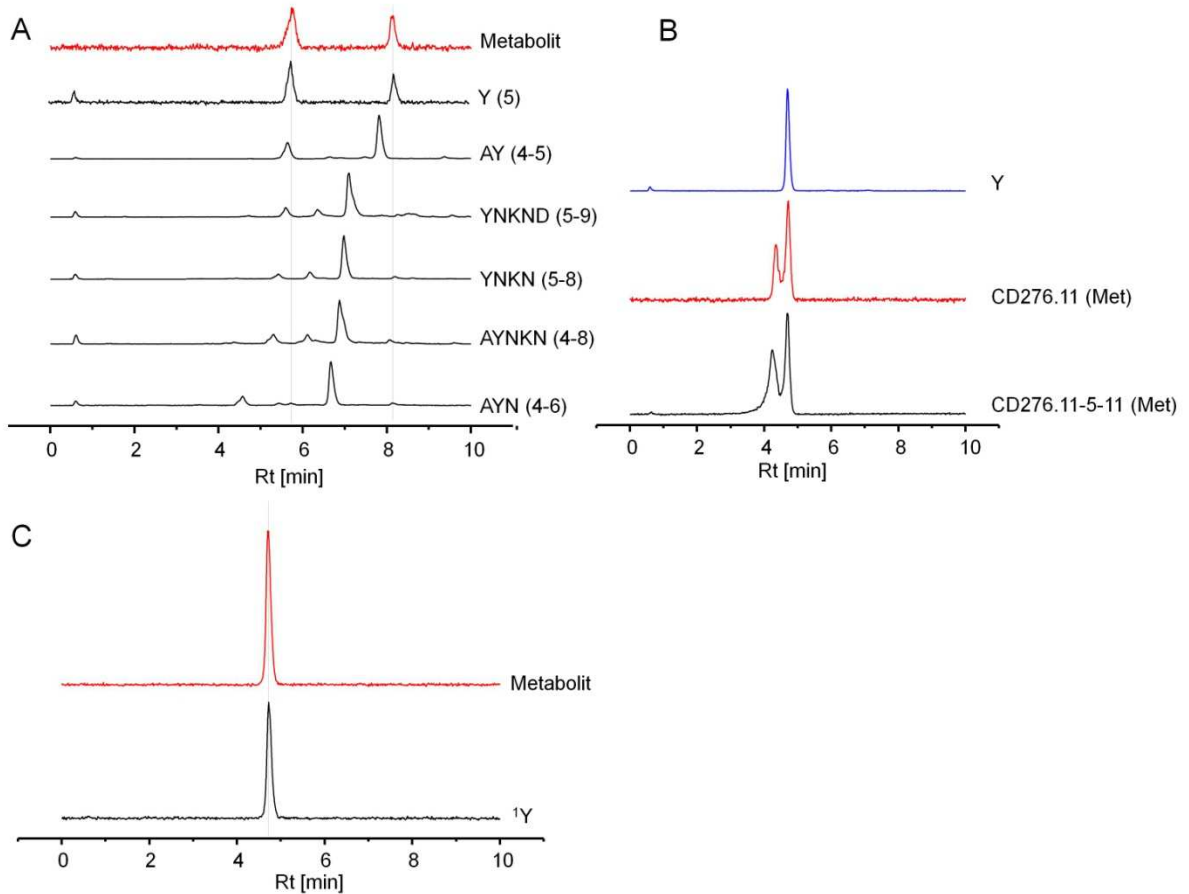 A
Metabolit
Y (5)
AY (4-5)
YNKND (5-9)
YNKN (5-8)
AYNKN (4-8)
AYN (4-6)
0 2 4 6 8 10
Rt [min]
B
Y
CD276.11 (Met)
CD276.11-5-11 (Met)
0 2 4 6 8 10
Rt [min]
C
Metabolit
¹Y
0 2 4 6 8 10
Rt [min]